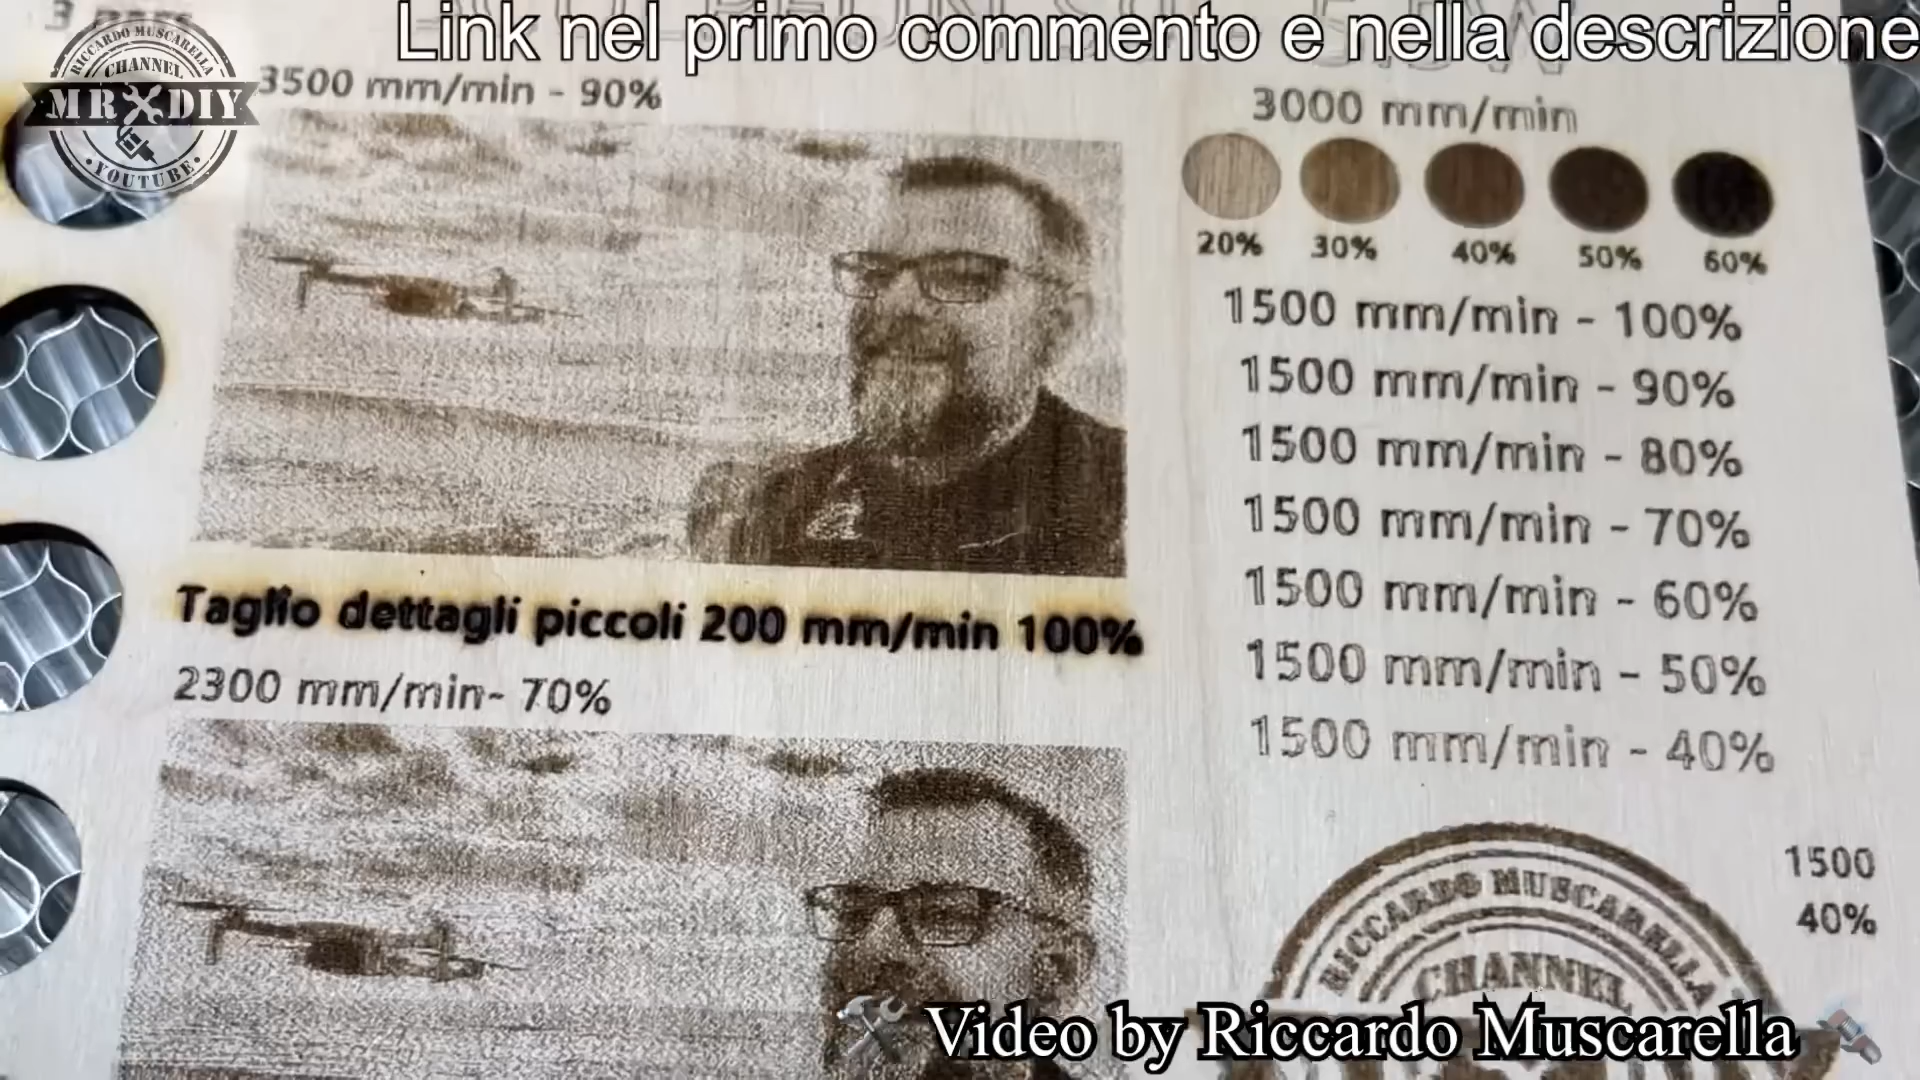 Link nel primo commento e nella descrizione
RICCARDO MUSCARELLA
CHANNEL
MR DIY
YOUTUBE
3500 mm/min - 90%
3000 mm/min
20% 30% 40% 50% 60%
1500 mm/min - 100%
1500 mm/min - 90%
1500 mm/min - 80%
1500 mm/min - 70%
1500 mm/min - 60%
1500 mm/min - 50%
1500 mm/min - 40%
Taglio dettagli piccoli 200 mm/min 100%
2300 mm/min- 70%
1500
40%
RICCARDO MUSCARELLA
CHANNEL
Video by Riccardo Muscarella